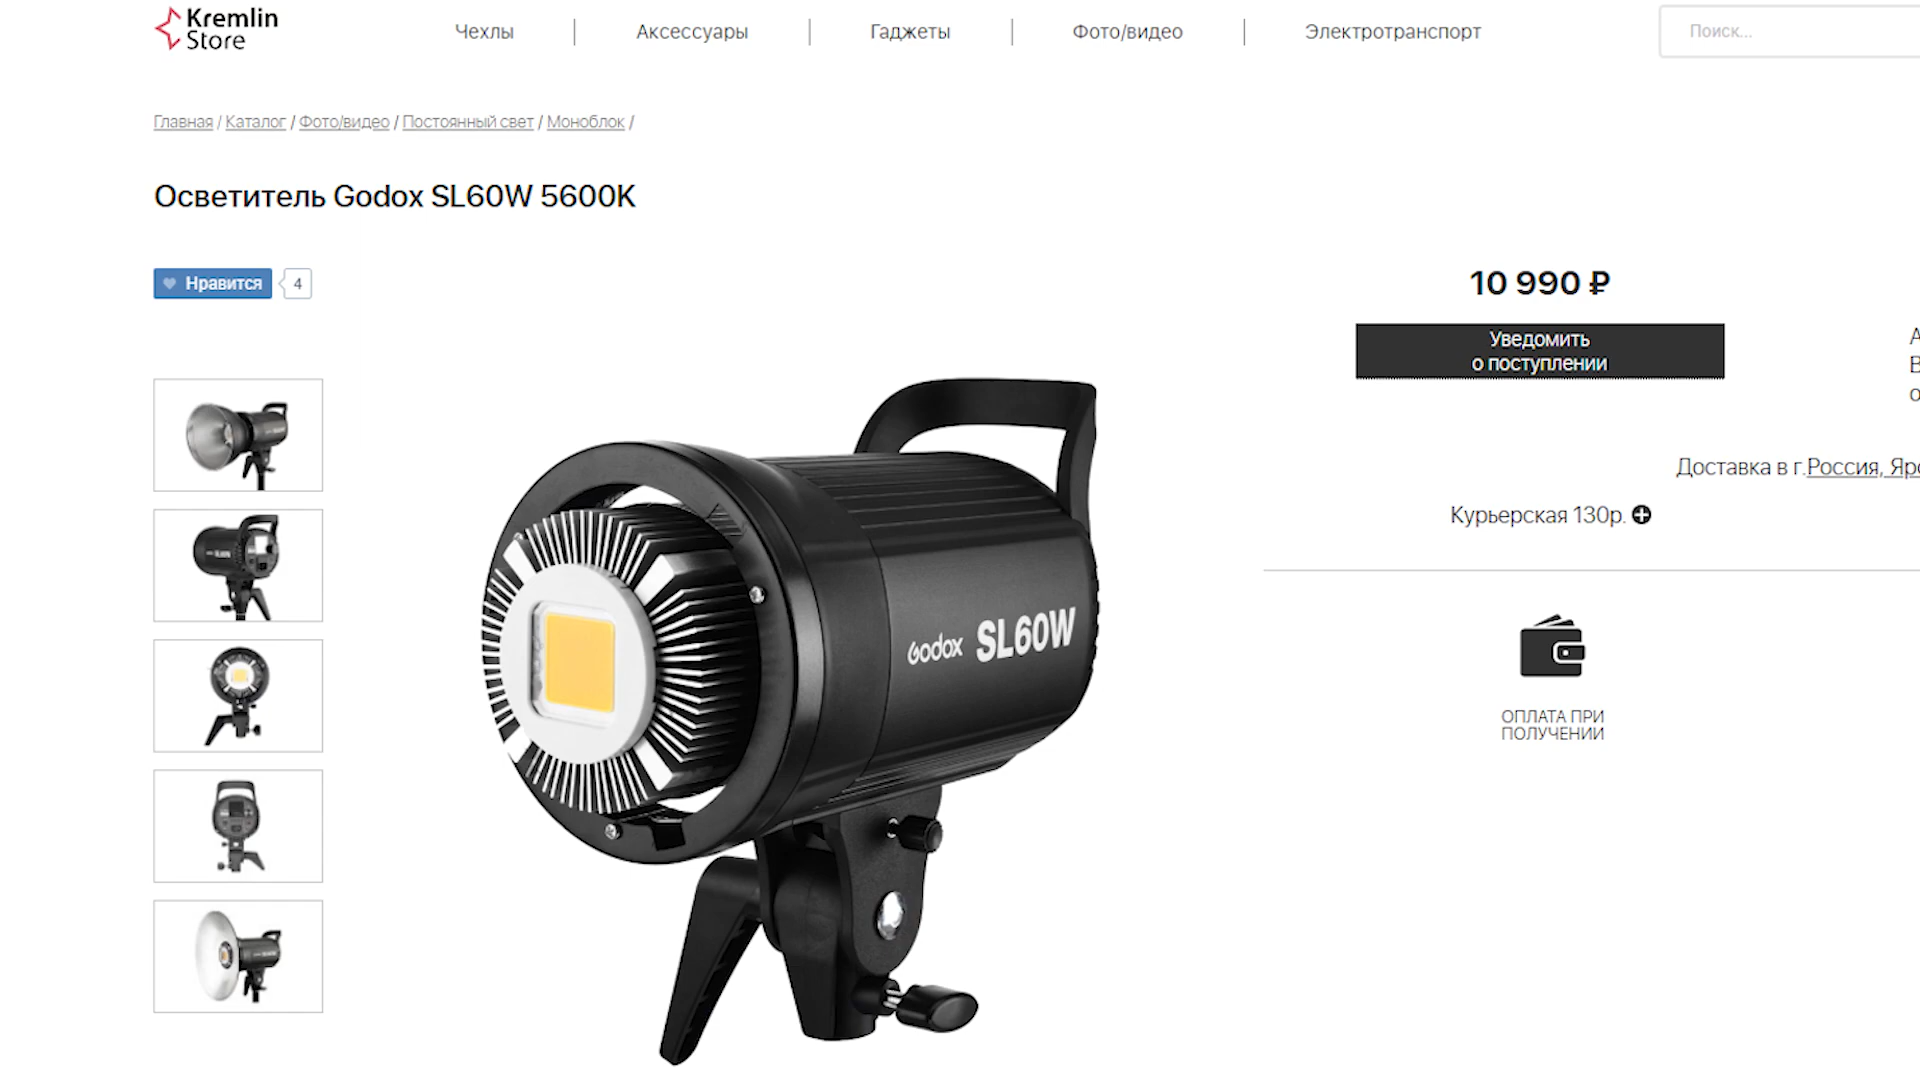 Kremlin
Store
Чехлы
Аксессуары
Гаджеты
Фото/видео
Электротранспорт
Поиск...
Главная / Каталог / Фото/видео / Постоянный свет / Моноблок /
Осветитель Godox SL60W 5600K
Нравится 4
10 990 ₽
Уведомить
о поступлении
Доставка в г.Россия, Яро
Курьерская 130р.
Godox SL60W
ОПЛАТА ПРИ
ПОЛУЧЕНИИ